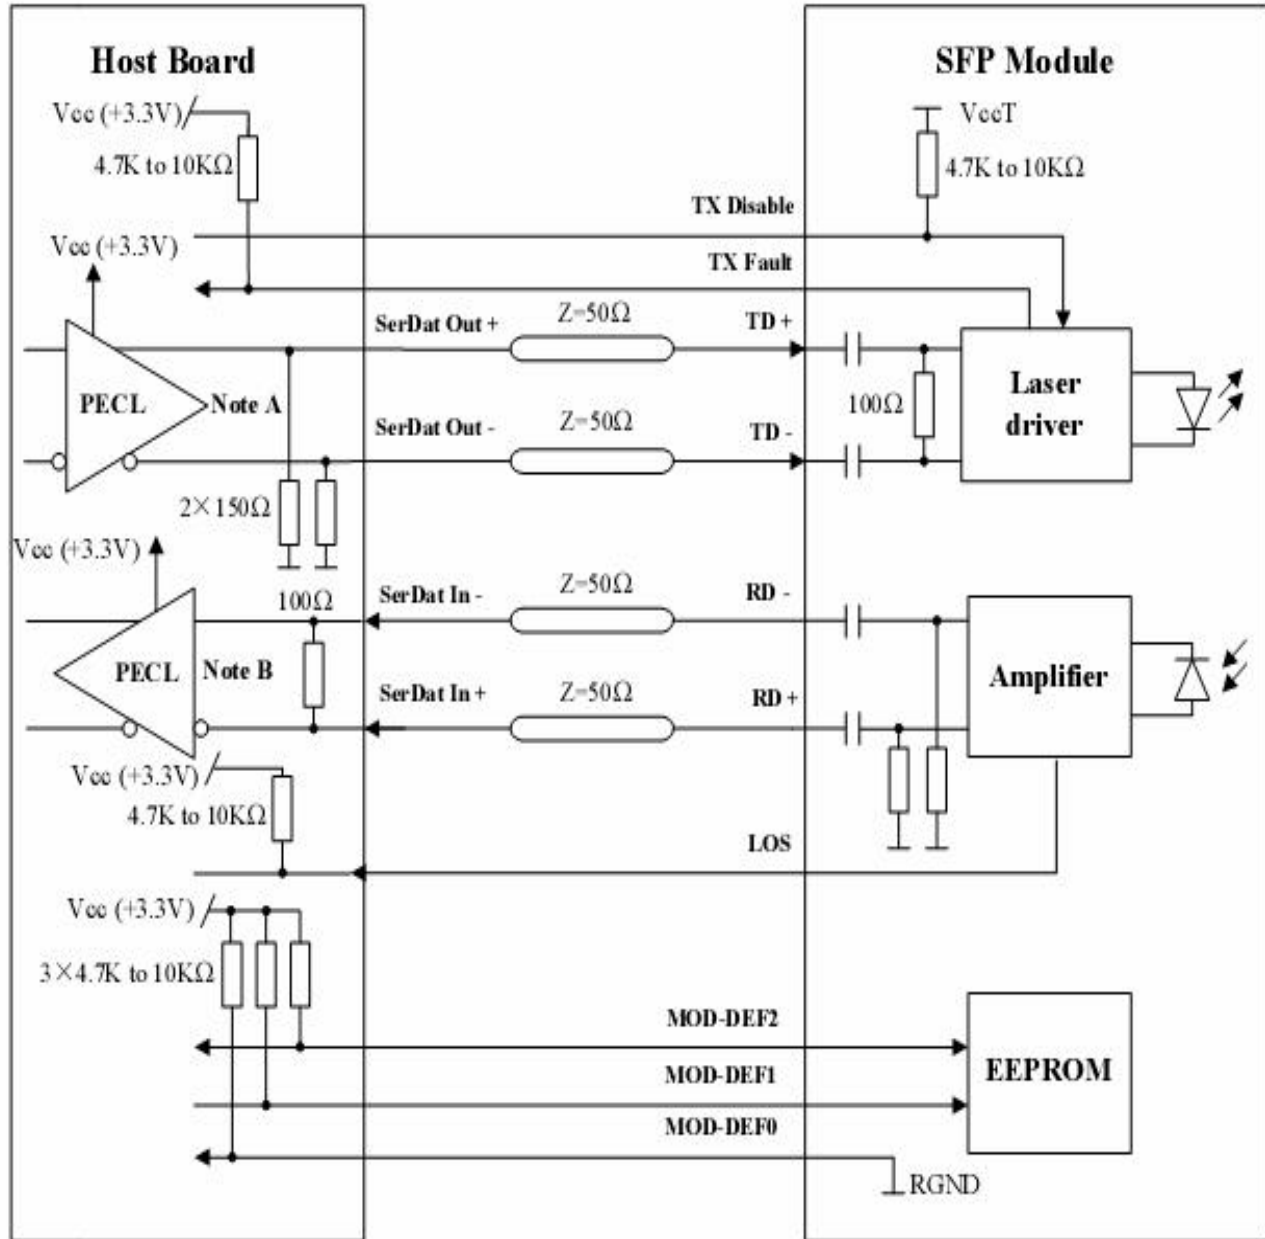 Host Board
SFP Module
Vcc (+3.3V)
VccT
4.7K to 10KΩ
4.7K to 10KΩ
TX Disable
Vcc (+3.3V)
TX Fault
SerDat Out +
Z=50Ω
TD +
PECL
Note A
Laser
driver
100Ω
SerDat Out -
Z=50Ω
TD -
2×150Ω
Vcc (+3.3V)
100Ω
SerDat In -
Z=50Ω
RD -
PECL
Note B
Amplifier
SerDat In +
Z=50Ω
RD +
Vcc (+3.3V)
4.7K to 10KΩ
LOS
Vcc (+3.3V)
3×4.7K to 10KΩ
MOD-DEF2
EEPROM
MOD-DEF1
MOD-DEF0
RGND